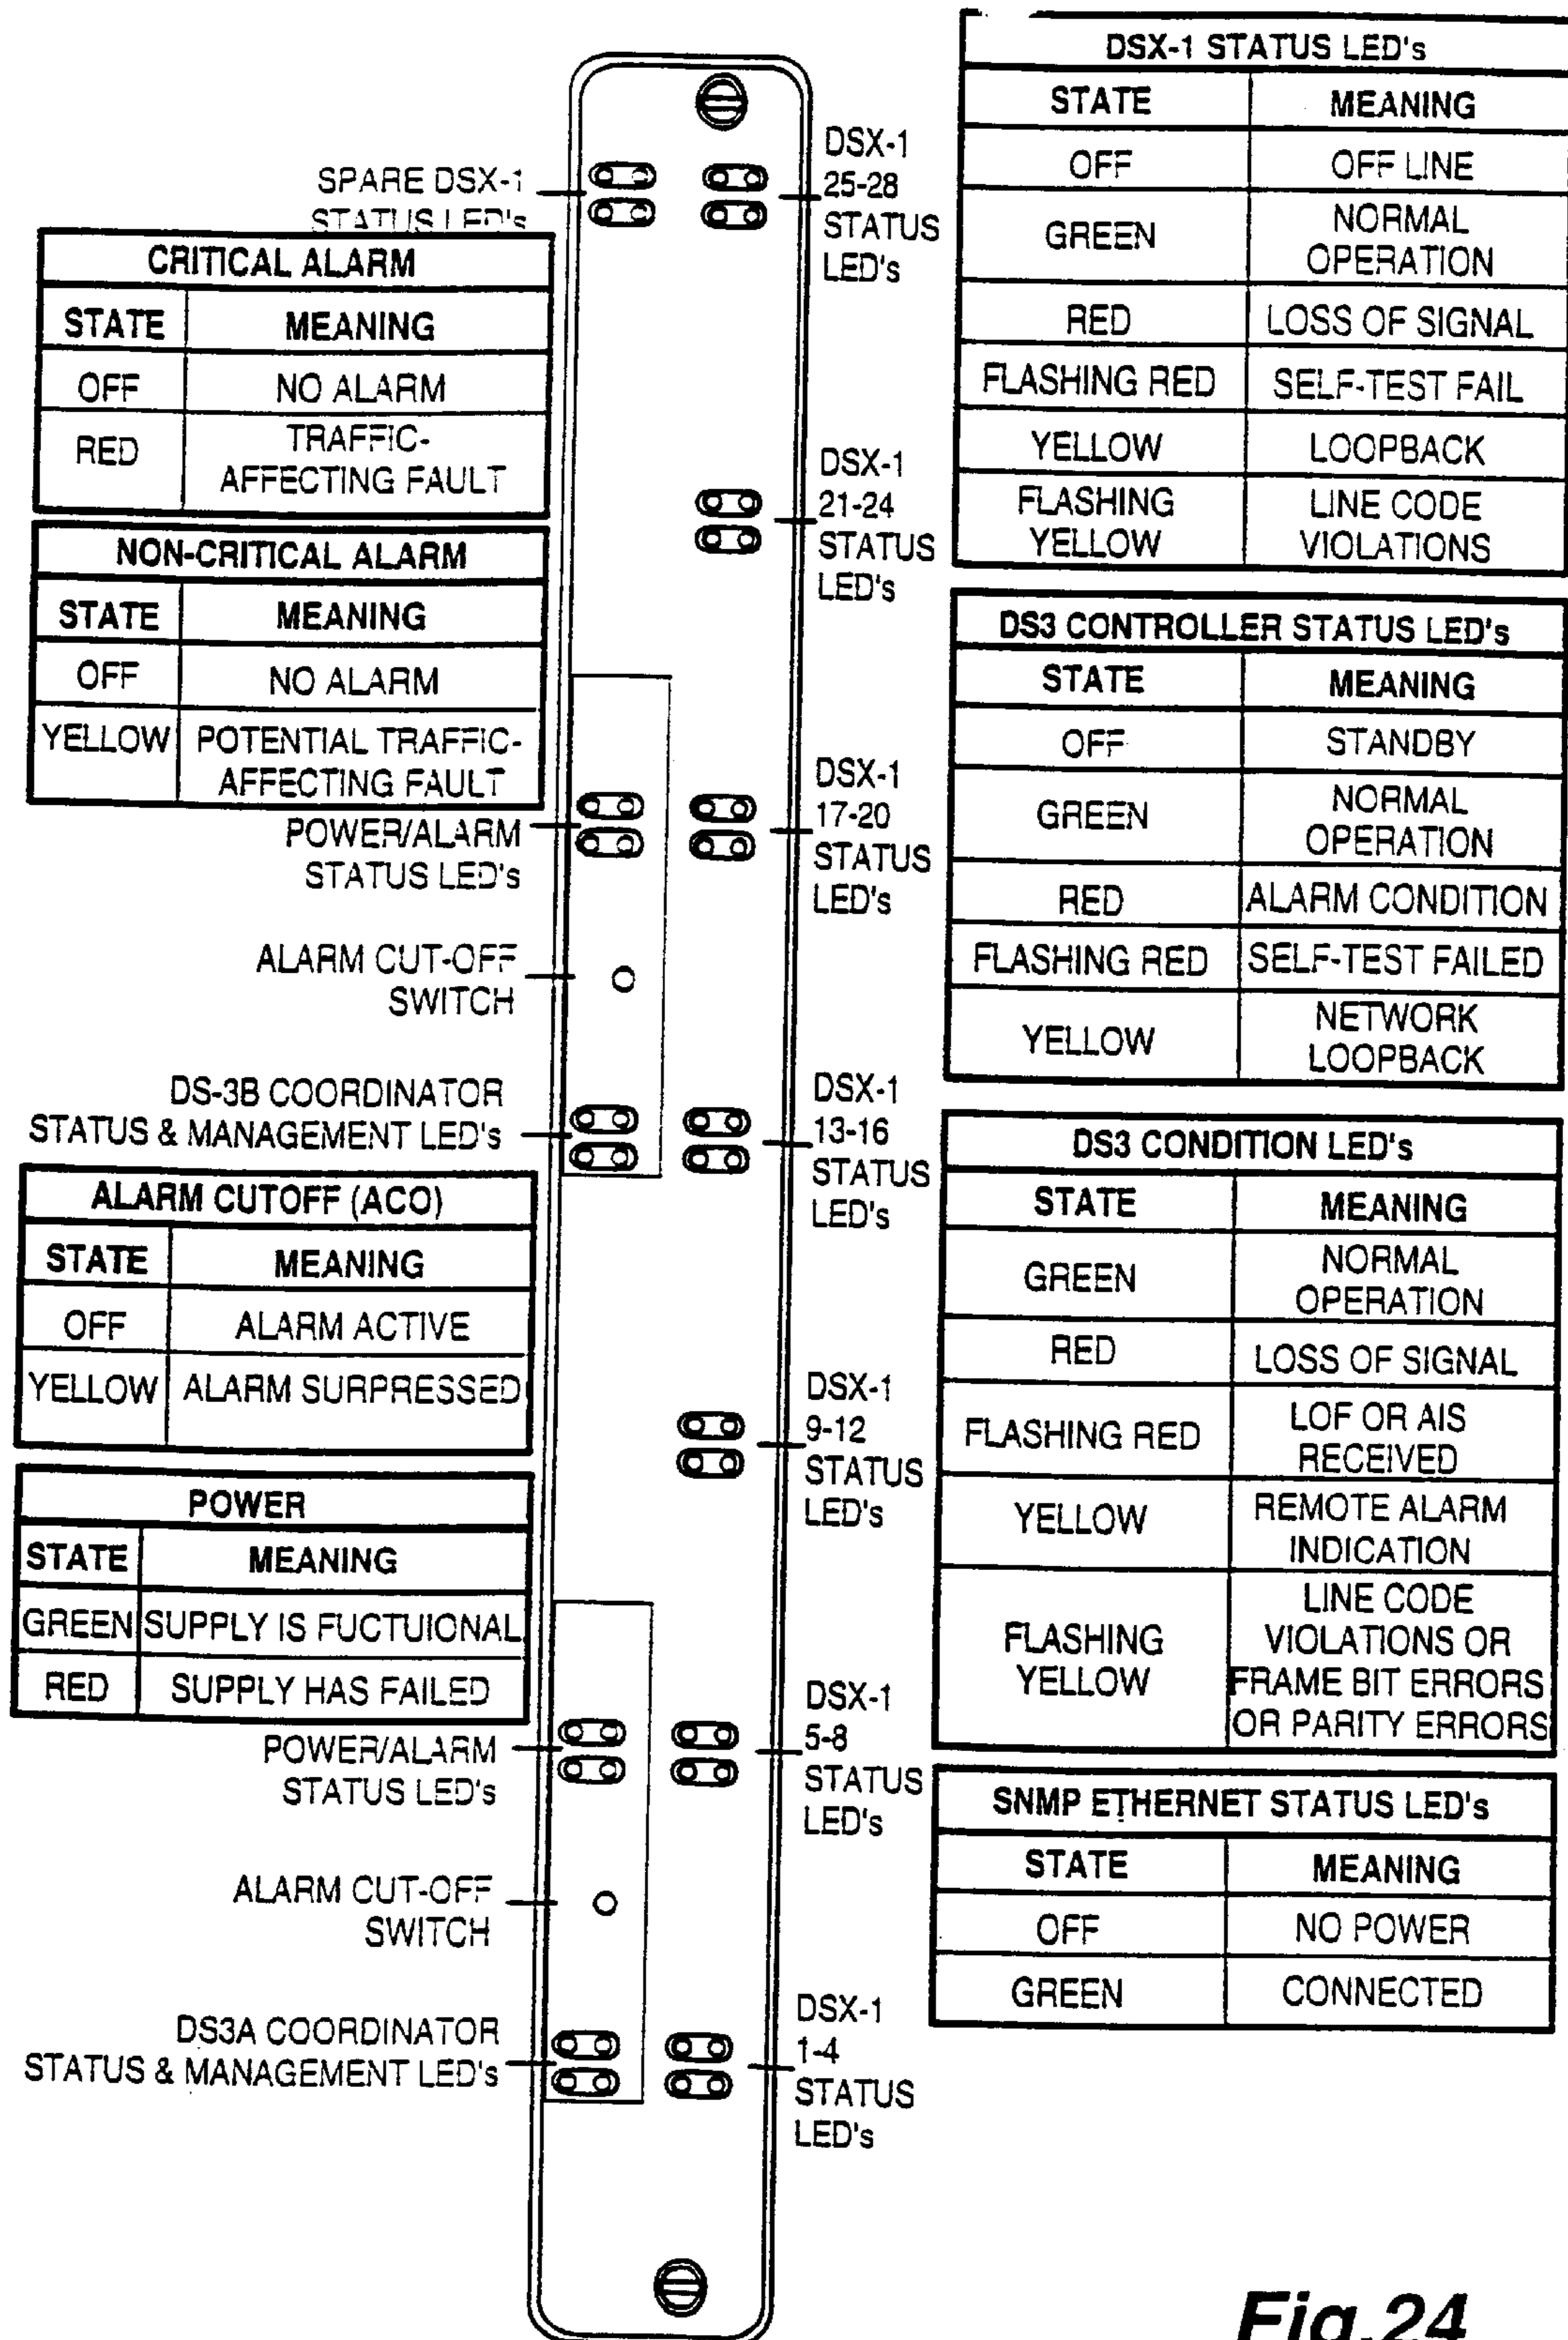 SPARE DSX-1
STATUS LED's
CRITICAL ALARM
STATE MEANING
OFF NO ALARM
RED TRAFFIC-
AFFECTING FAULT
NON-CRITICAL ALARM
STATE MEANING
OFF NO ALARM
YELLOW POTENTIAL TRAFFIC-
AFFECTING FAULT
POWER/ALARM
STATUS LED's
ALARM CUT-OFF
SWITCH
DS-3B COORDINATOR
STATUS & MANAGEMENT LED's
ALARM CUTOFF (ACO)
STATE MEANING
OFF ALARM ACTIVE
YELLOW ALARM SURPRESSED
POWER
STATE MEANING
GREEN SUPPLY IS FUCTUIONAL
RED SUPPLY HAS FAILED
POWER/ALARM
STATUS LED's
ALARM CUT-OFF
SWITCH
DS3A COORDINATOR
STATUS & MANAGEMENT LED's
DSX-1
25-28
STATUS
LED's
DSX-1
21-24
STATUS
LED's
DSX-1
17-20
STATUS
LED's
DSX-1
13-16
STATUS
LED's
DSX-1
9-12
STATUS
LED's
DSX-1
5-8
STATUS
LED's
DSX-1
1-4
STATUS
LED's
DSX-1 STATUS LED's
STATE MEANING
OFF OFF LINE
GREEN NORMAL
OPERATION
RED LOSS OF SIGNAL
FLASHING RED SELF-TEST FAIL
YELLOW LOOPBACK
FLASHING LINE CODE
YELLOW VIOLATIONS
DS3 CONTROLLER STATUS LED's
STATE MEANING
OFF STANDBY
GREEN NORMAL
OPERATION
RED ALARM CONDITION
FLASHING RED SELF-TEST FAILED
YELLOW NETWORK
LOOPBACK
DS3 CONDITION LED's
STATE MEANING
GREEN NORMAL
OPERATION
RED LOSS OF SIGNAL
FLASHING RED LOF OR AIS
RECEIVED
YELLOW REMOTE ALARM
INDICATION
LINE CODE
FLASHING VIOLATIONS OR
YELLOW FRAME BIT ERRORS
OR PARITY ERRORS
SNMP ETHERNET STATUS LED's
STATE MEANING
OFF NO POWER
GREEN CONNECTED
Fig.24